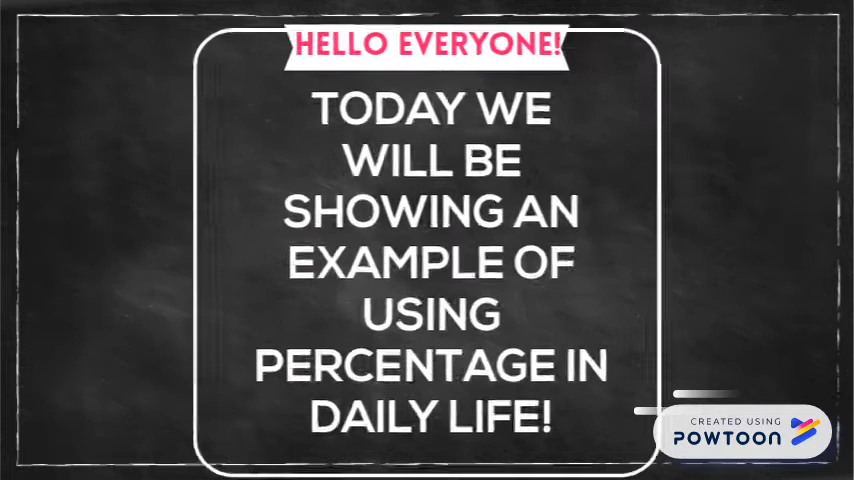 HELLO EVERYONE!
TODAY WE
WILL BE
SHOWING AN
EXAMPLE OF
USING
PERCENTAGE IN
DAILY LIFE!
CREATED USING
POWTOON